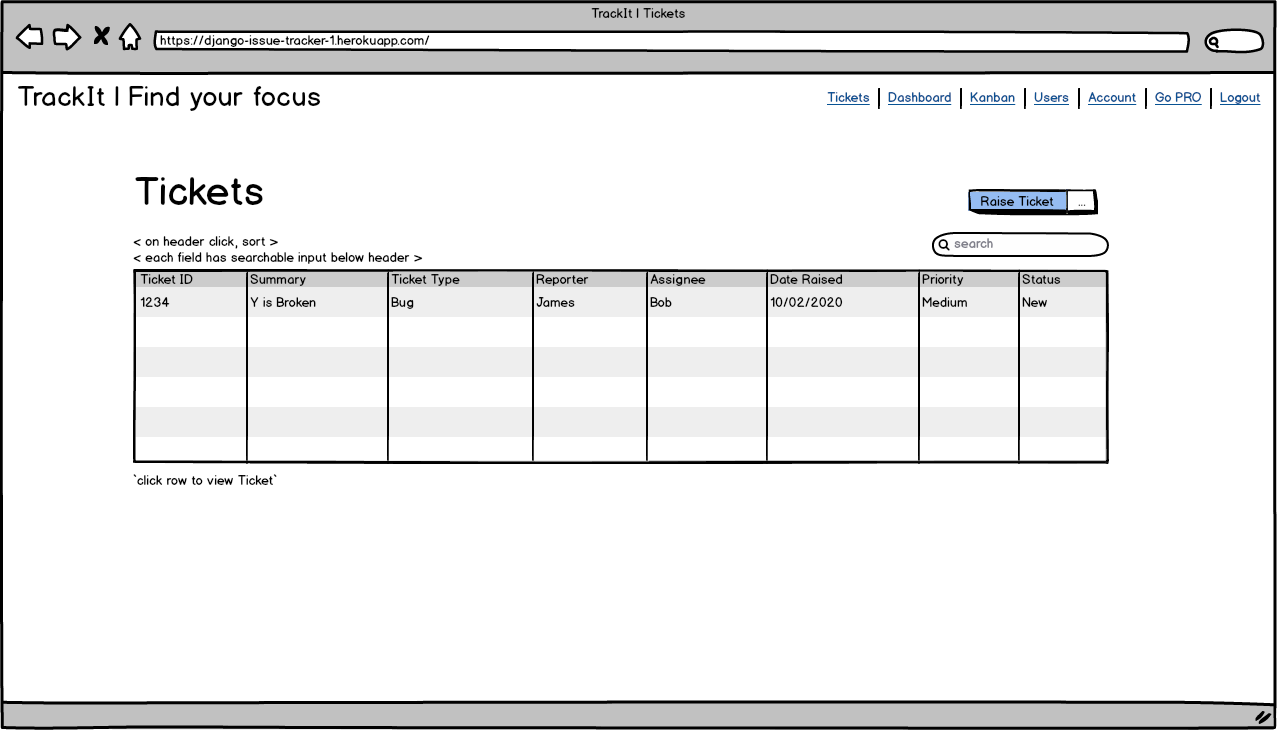 TrackIt | Tickets
https://django-issue-tracker-1.herokuapp.com/
TrackIt | Find your focus
Tickets | Dashboard | Kanban | Users | Account | Go PRO | Logout
Tickets
Raise Ticket ...
< on header click, sort >
search
< each field has searchable input below header >
Ticket ID Summary Ticket Type Reporter Assignee Date Raised Priority Status
1234 Y is Broken Bug James Bob 10/02/2020 Medium New
`click row to view Ticket`